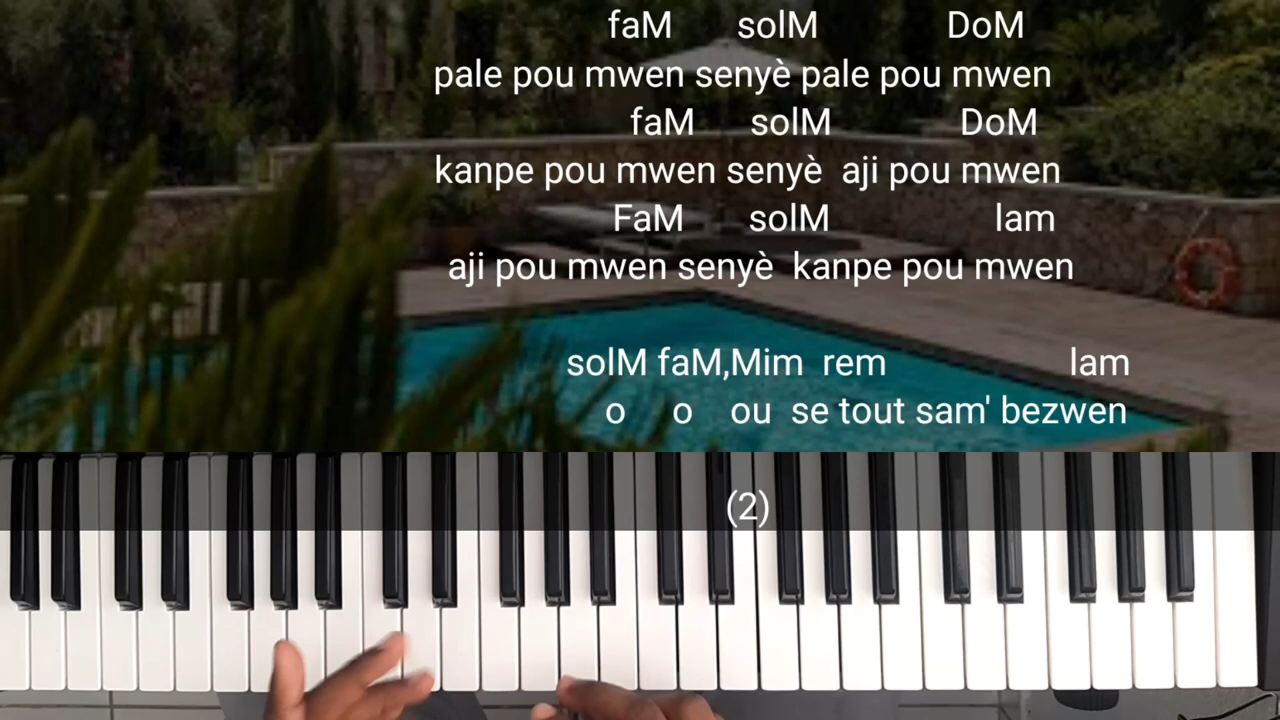 faM solM DoM
pale pou mwen senyè pale pou mwen
faM solM DoM
kanpe pou mwen senyè aji pou mwen
FaM solM lam
aji pou mwen senyè kanpe pou mwen
solM faM,Mim rem lam
o o ou se tout sam' bezwen
(2)